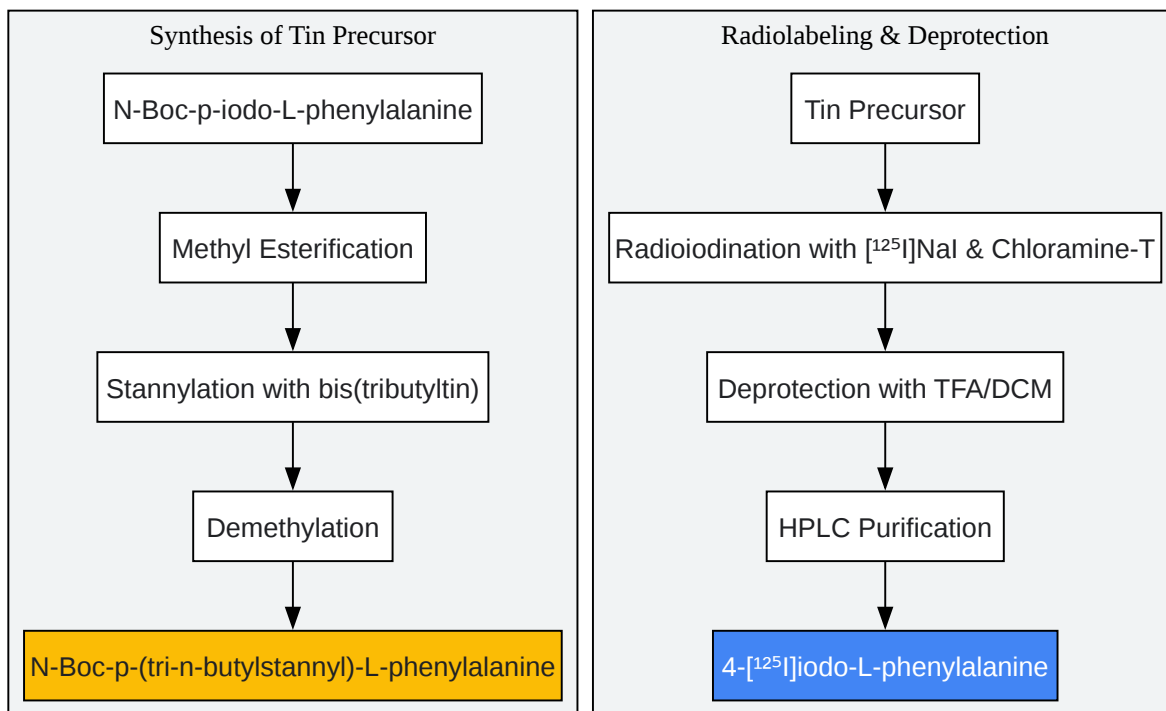 Synthesis of Tin Precursor
N-Boc-p-iodo-L-phenylalanine
Methyl Esterification
Stannylation with bis(tributyltin)
Demethylation
N-Boc-p-(tri-n-butylstannyl)-L-phenylalanine
Radiolabeling & Deprotection
Tin Precursor
Radioiodination with [¹²⁵I]NaI & Chloramine-T
Deprotection with TFA/DCM
HPLC Purification
4-[¹²⁵I]iodo-L-phenylalanine